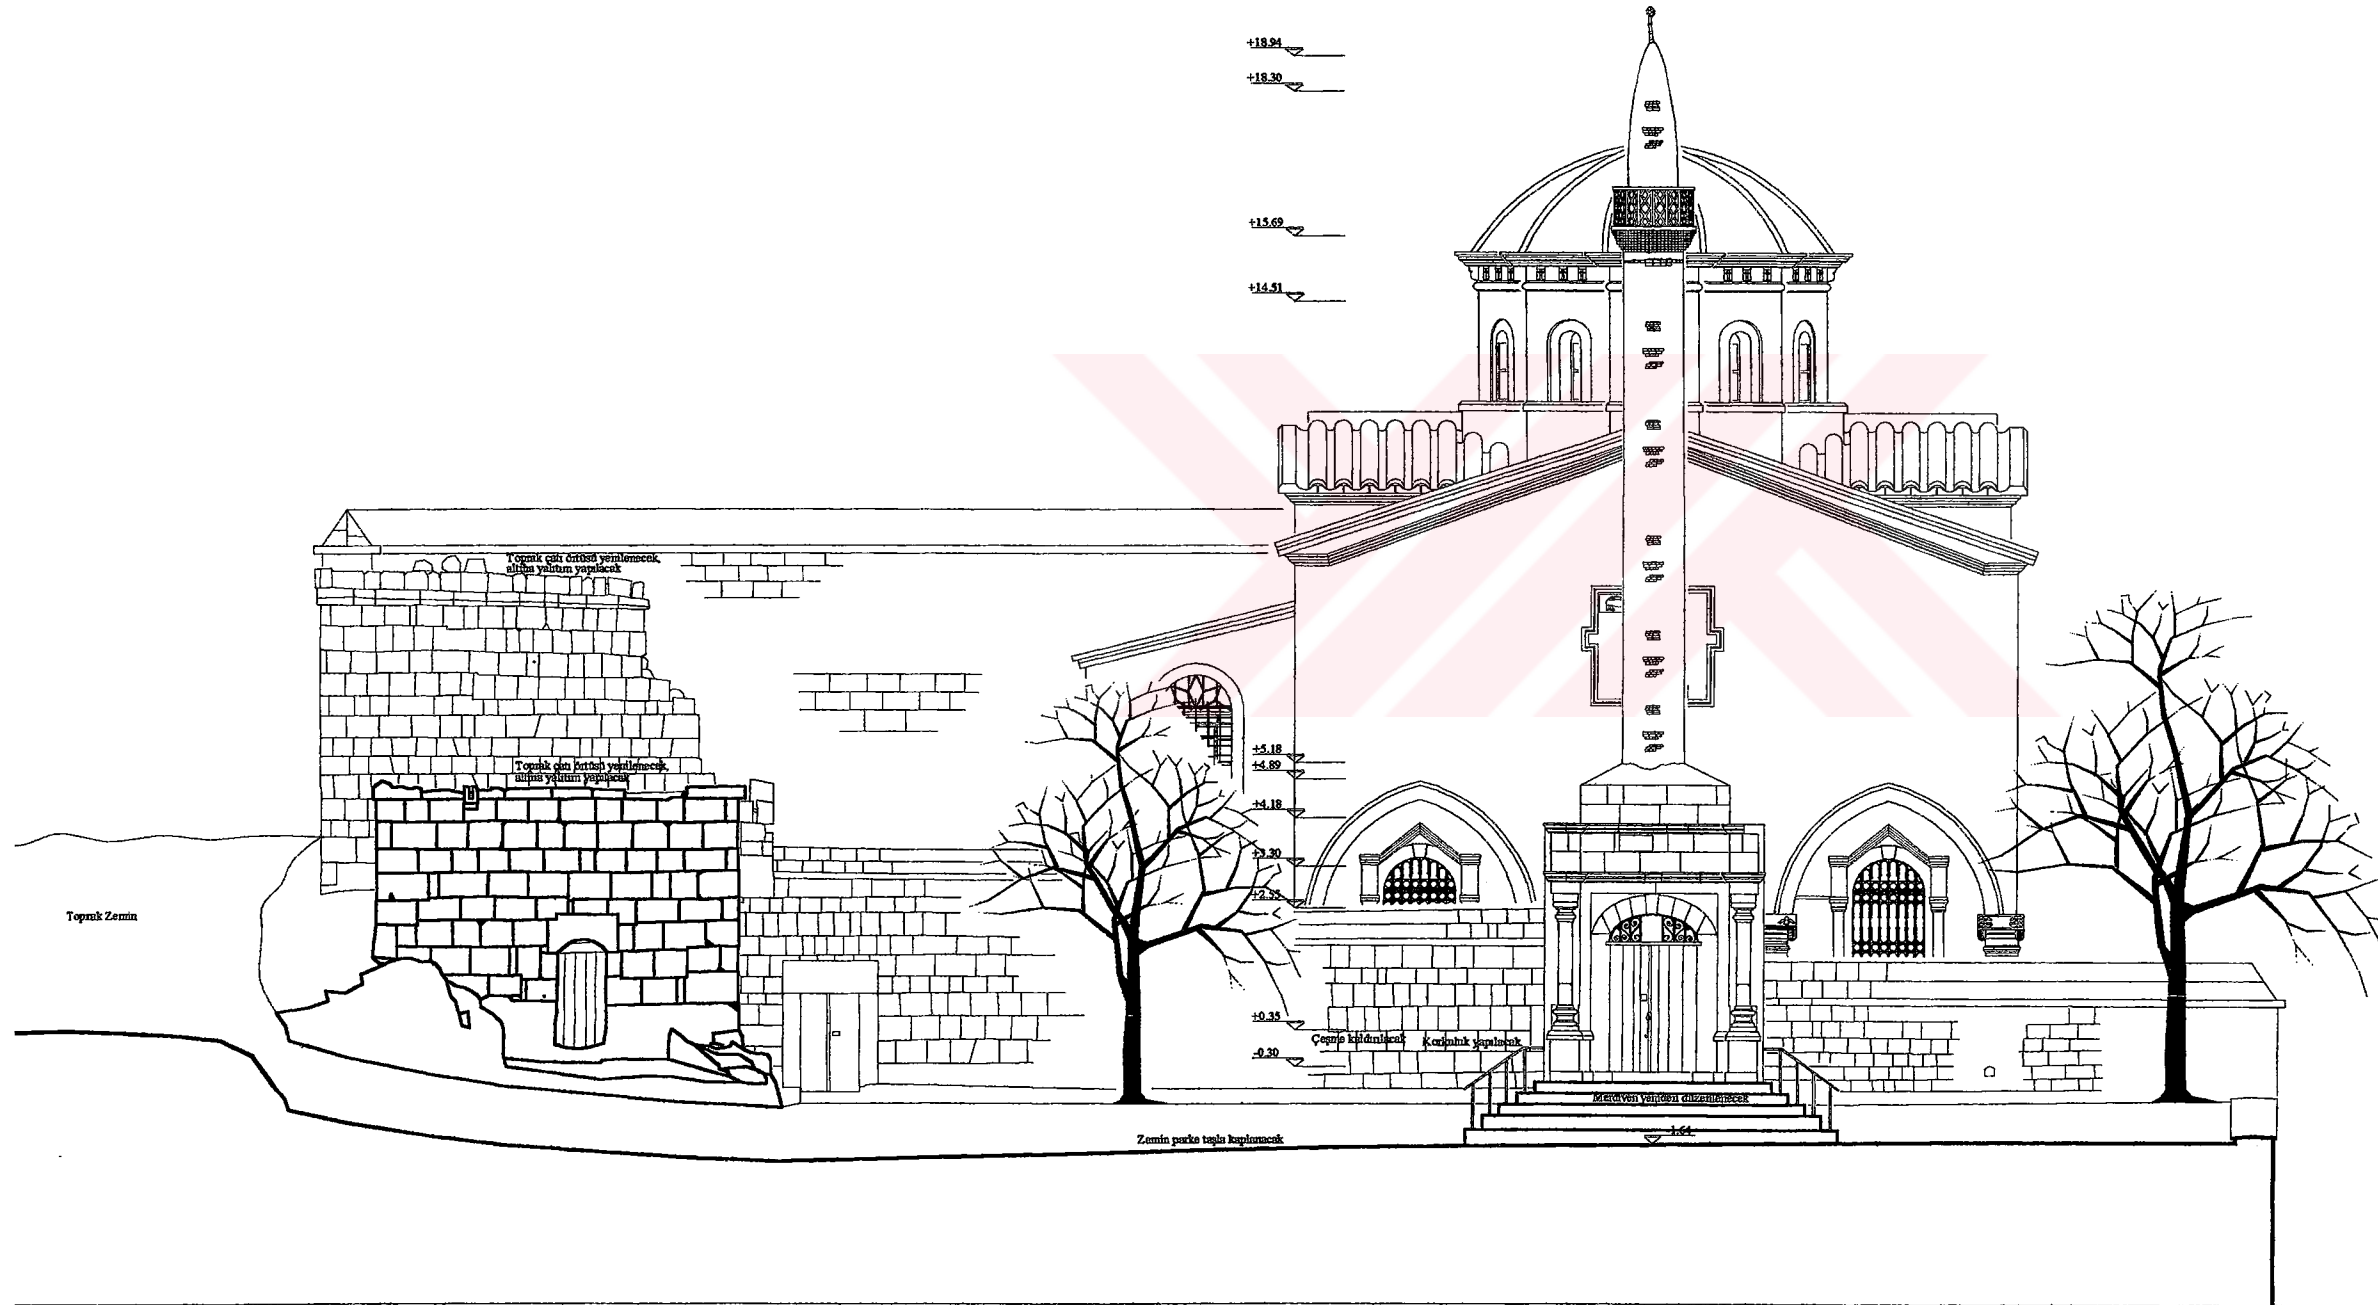 +18.94
+18.30
+15.69
+14.51
Toprak çatı örtüsü yenilenecek,
altına yalıtım yapılacak
+5.18
Toprak çatı örtüsü yenilenecek,
altına yalıtım yapılacak
+4.89
+4.18
+3.30
+2.55
Toprak Zemin
+0.35
Çeşme kaldırılacak
Korkuluk yapılacak
-0.30
Merdiven yeniden düzenlenecek
-1.64
Zemin parke taşla kaplanacak